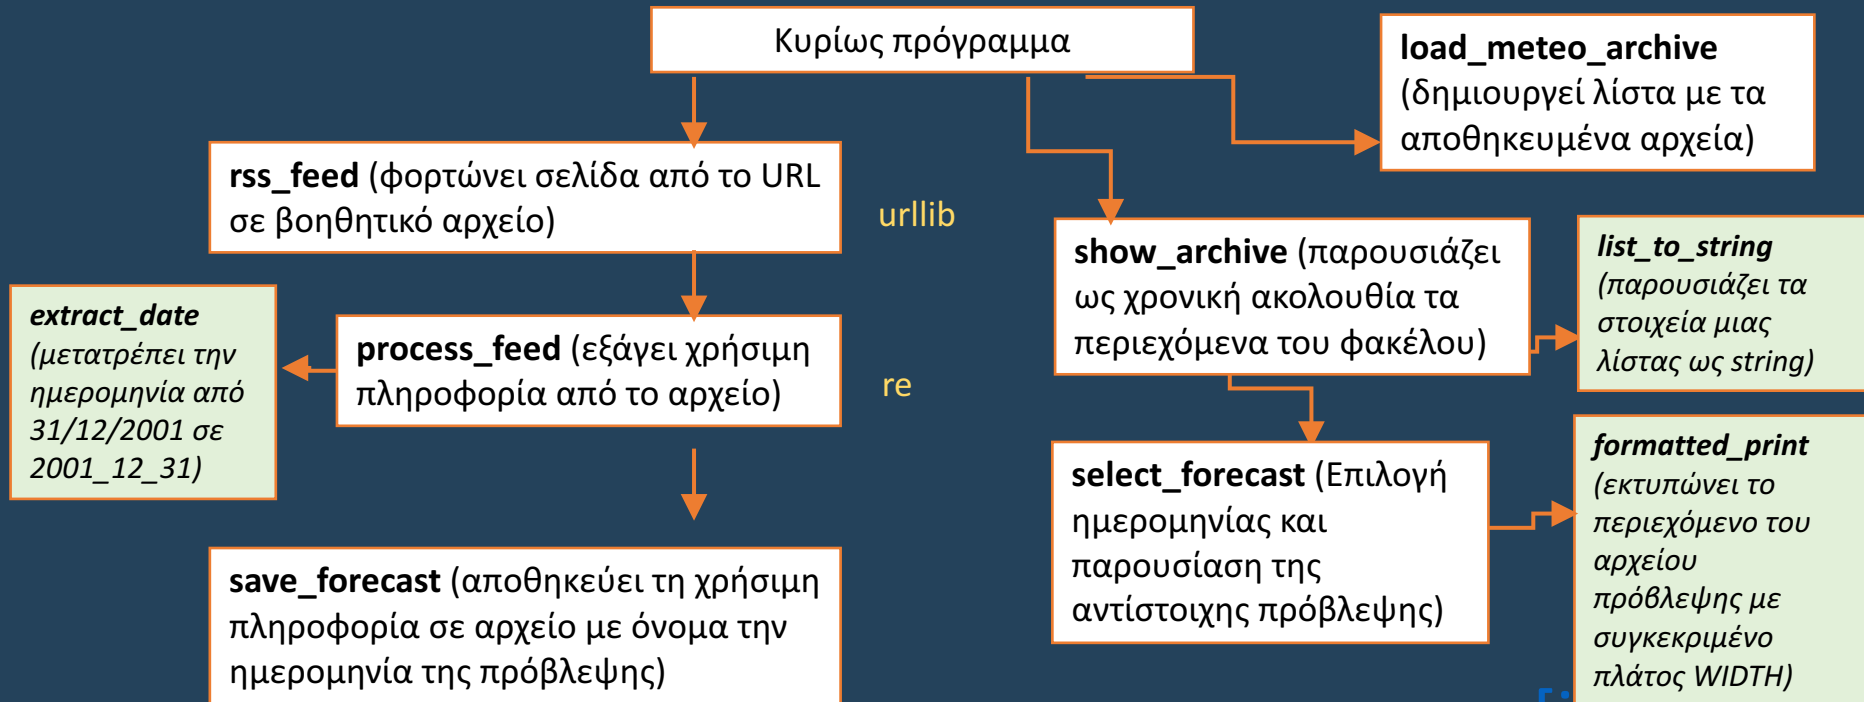 Κυρίως πρόγραμμα
load_meteo_archive
(δημιουργεί λίστα με τα
αποθηκευμένα αρχεία)
rss_feed (φορτώνει σελίδα από το URL
σε βοηθητικό αρχείο)
urllib
show_archive (παρουσιάζει
ως χρονική ακολουθία τα
περιεχόμενα του φακέλου)
list_to_string
(παρουσιάζει τα
στοιχεία μιας
λίστας ως string)
extract_date
(μετατρέπει την
ημερομηνία από
31/12/2001 σε
2001_12_31)
process_feed (εξάγει χρήσιμη
πληροφορία από το αρχείο)
re
select_forecast (Επιλογή
ημερομηνίας και
παρουσίαση της
αντίστοιχης πρόβλεψης)
formatted_print
(εκτυπώνει το
περιεχόμενο του
αρχείου
πρόβλεψης με
συγκεκριμένο
πλάτος WIDTH)
save_forecast (αποθηκεύει τη χρήσιμη
πληροφορία σε αρχείο με όνομα την
ημερομηνία της πρόβλεψης)